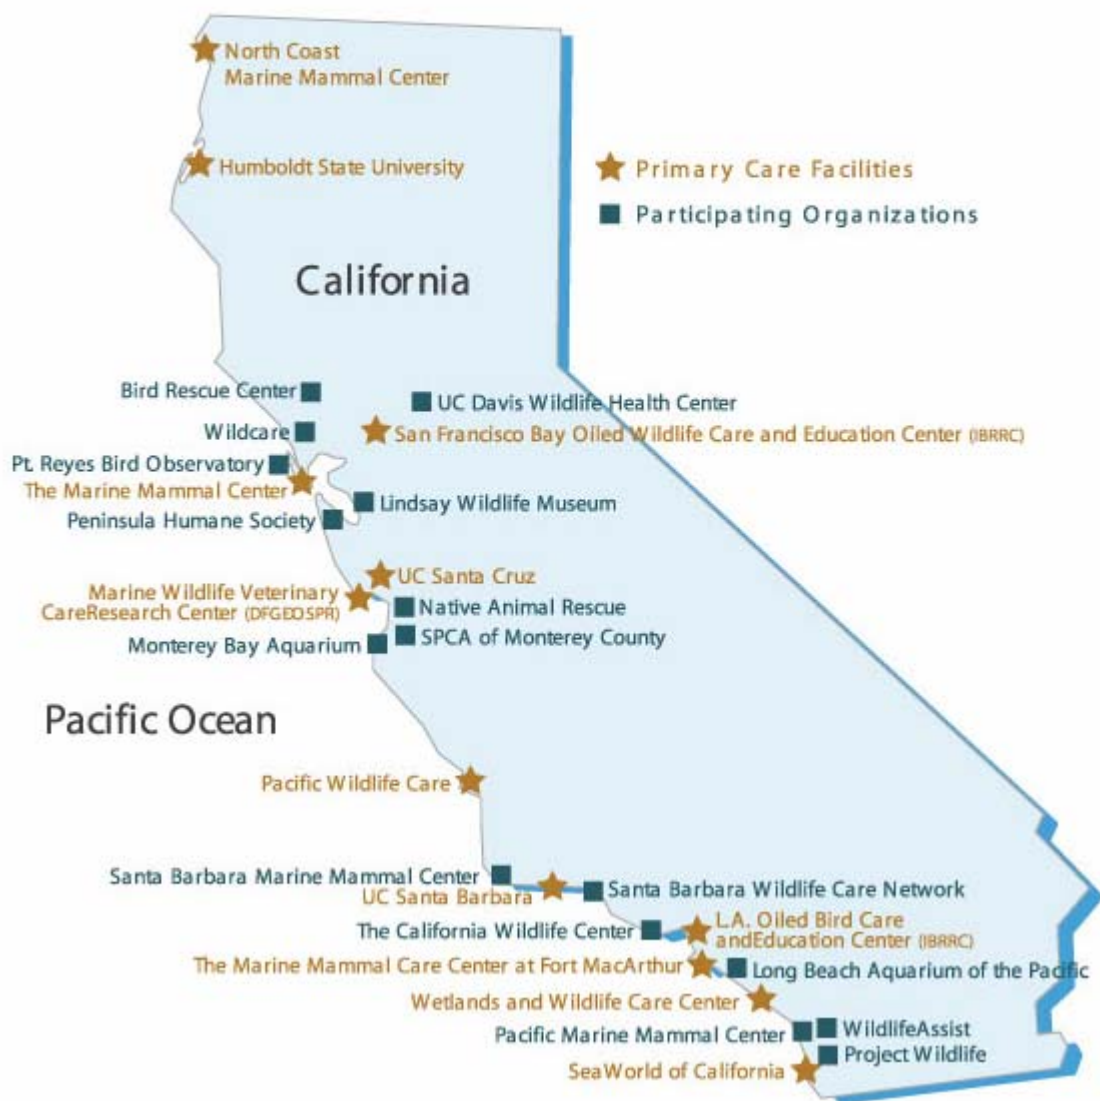 North Coast
Marine Mammal Center
Humboldt State University
Primary Care Facilities
Participating Organizations
California
Bird Rescue Center
UC Davis Wildlife Health Center
Wildcare
San Francisco Bay Oiled Wildlife Care and Education Center (IBRRC)
Pt. Reyes Bird Observatory
The Marine Mammal Center
Lindsay Wildlife Museum
Peninsula Humane Society
UC Santa Cruz
Marine Wildlife Veterinary
CareResearch Center (DFGEOSPR)
Native Animal Rescue
SPCA of Monterey County
Monterey Bay Aquarium
Pacific Ocean
Pacific Wildlife Care
Santa Barbara Marine Mammal Center
UC Santa Barbara
Santa Barbara Wildlife Care Network
L.A. Oiled Bird Care
andEducation Center (IBRRC)
The California Wildlife Center
The Marine Mammal Care Center at Fort MacArthur
Long Beach Aquarium of the Pacific
Wetlands and Wildlife Care Center
Pacific Marine Mammal Center
WildlifeAssist
Project Wildlife
SeaWorld of California